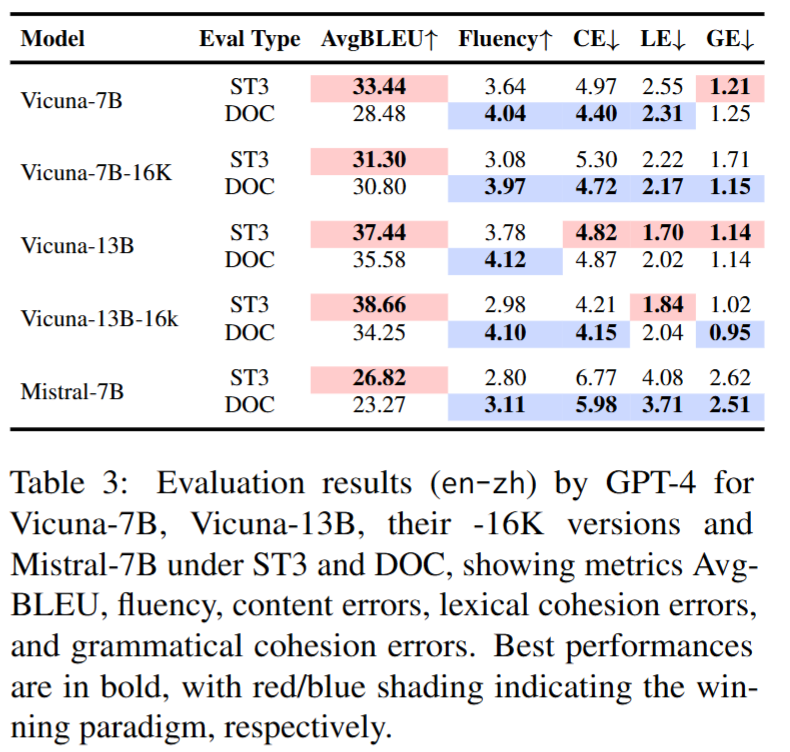 Model Eval Type AvgBLEU↑ Fluency↑ CE↓ LE↓ GE↓
Vicuna-7B
ST3 33.44 3.64 4.97 2.55 1.21
DOC 28.48 4.04 4.40 2.31 1.25
Vicuna-7B-16K
ST3 31.30 3.08 5.30 2.22 1.71
DOC 30.80 3.97 4.72 2.17 1.15
Vicuna-13B
ST3 37.44 3.78 4.82 1.70 1.14
DOC 35.58 4.12 4.87 2.02 1.14
Vicuna-13B-16k
ST3 38.66 2.98 4.21 1.84 1.02
DOC 34.25 4.10 4.15 2.04 0.95
Mistral-7B
ST3 26.82 2.80 6.77 4.08 2.62
DOC 23.27 3.11 5.98 3.71 2.51
Table 3: Evaluation results (en-zh) by GPT-4 for
Vicuna-7B, Vicuna-13B, their -16K versions and
Mistral-7B under ST3 and DOC, showing metrics Avg-
BLEU, fluency, content errors, lexical cohesion errors,
and grammatical cohesion errors. Best performances
are in bold, with red/blue shading indicating the win-
ning paradigm, respectively.